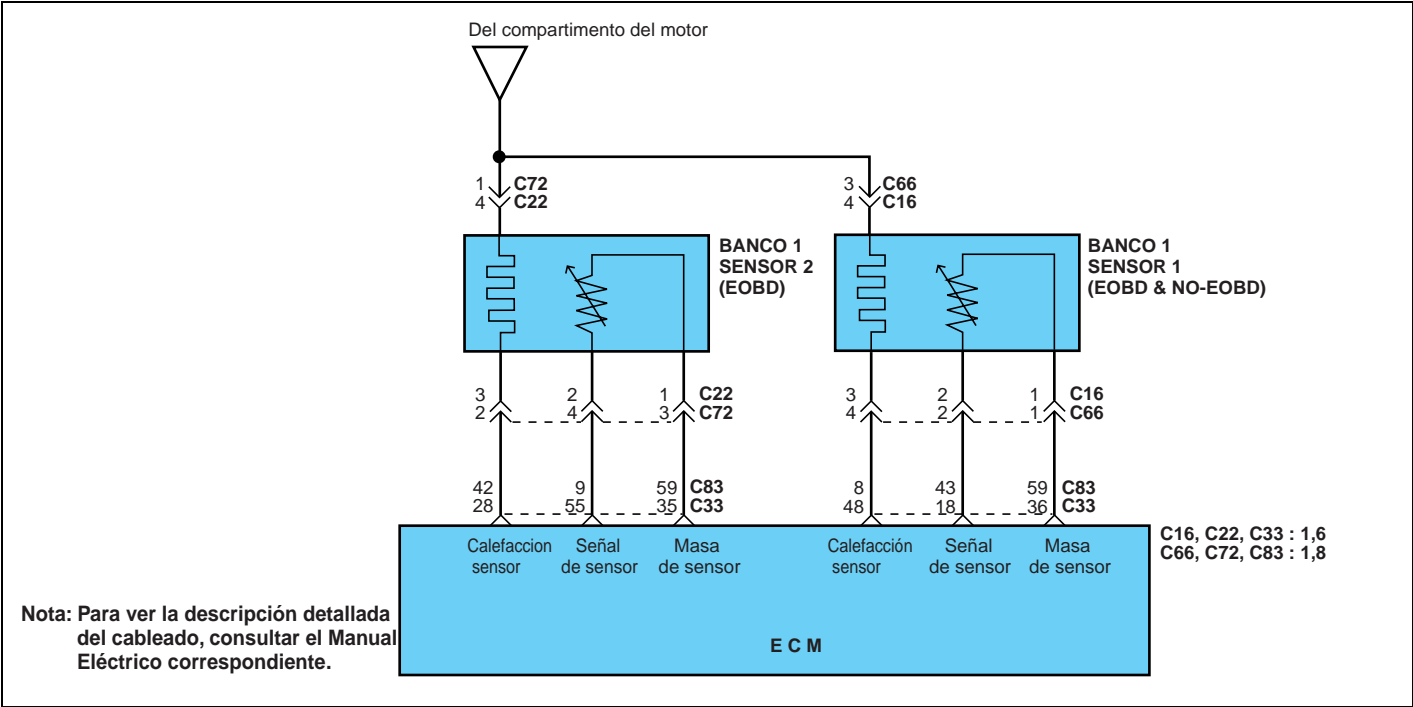 Del compartimento del motor
1 C72
4 C22
3 C66
4 C16
BANCO 1
SENSOR 2
(EOBD)
BANCO 1
SENSOR 1
(EOBD & NO-EOBD)
3 2 1 C22
2 4 3 C72
3 2 1 C16
4 2 1 C66
42 9 59 C83
28 55 35 C33
8 43 59 C83
48 18 36 C33
Calefaccion
sensor
Señal
de sensor
Masa
de sensor
Calefacción
sensor
Señal
de sensor
Masa
de sensor
C16, C22, C33 : 1,6
C66, C72, C83 : 1,8
E C M
Nota: Para ver la descripción detallada
del cableado, consultar el Manual
Eléctrico correspondiente.